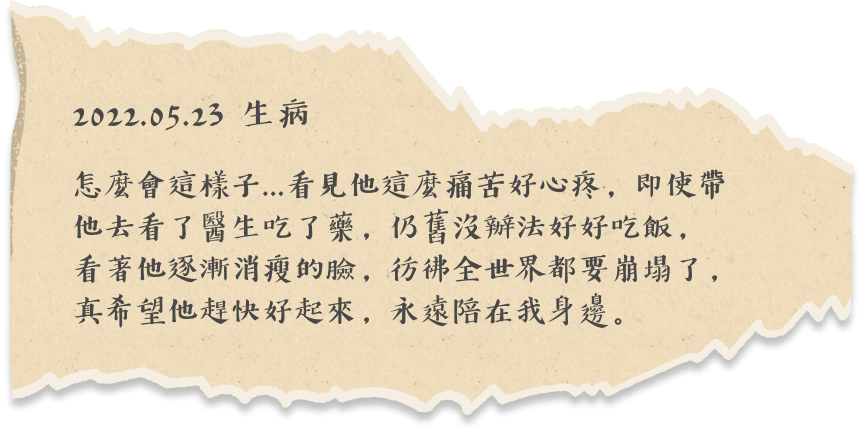 2022.05.23 生病
怎麼會這樣子...看見他這麼痛苦好心疼，即使帶
他去看了醫生吃了藥，仍舊沒辦法好好吃飯，
看著他逐漸消瘦的臉，彷彿全世界都要崩塌了，
真希望他趕快好起來，永遠陪在我身邊。